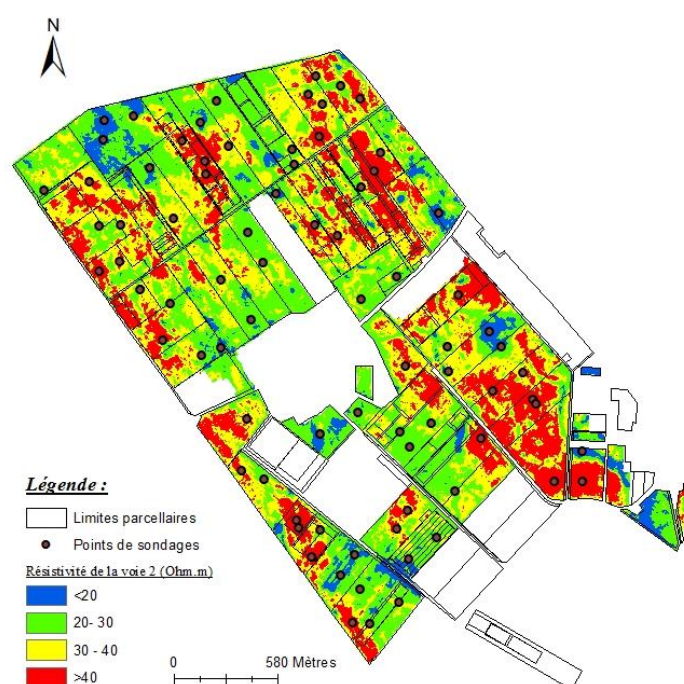 N
Légende :
Limites parcellaires
Points de sondages
Résistivité de la voie 2 (Ohm.m)
<20
20- 30
30 - 40
>40
0 580 Mètres